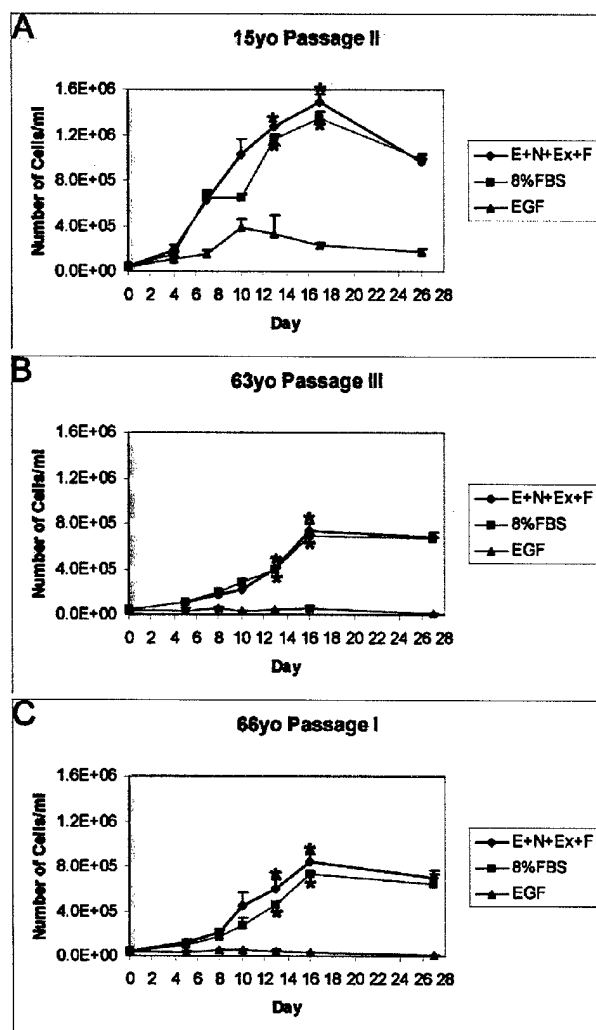 A
15yo Passage II
Number of Cells/ml
1.6E+06
1.2E+06
8.0E+05
4.0E+05
0.0E+00
0 2 4 6 8 10 12 14 16 18 20 22 24 26 28
Day
E+N+Ex+F
8%FBS
EGF
B
63yo Passage III
Number of Cells/ml
1.6E+06
1.2E+06
8.0E+05
4.0E+05
0.0E+00
0 2 4 6 8 10 12 14 16 18 20 22 24 26 28
Day
E+N+Ex+F
8%FBS
EGF
C
66yo Passage I
Number of Cells/ml
1.6E+06
1.2E+06
8.0E+05
4.0E+05
0.0E+00
0 2 4 6 8 10 12 14 16 18 20 22 24 26 28
Day
E+N+Ex+F
8%FBS
EGF